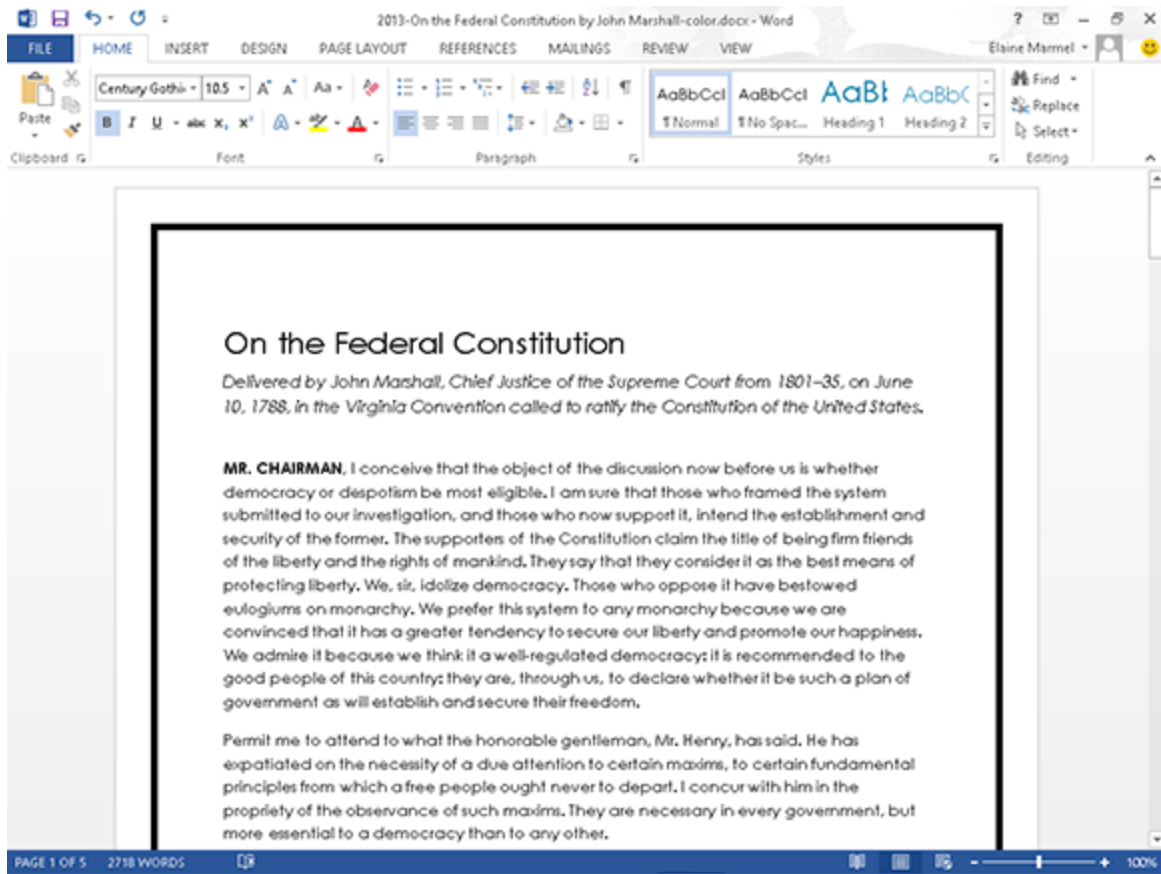 2013-On the Federal Constitution by John Marshall-color.docx - Word
FILE HOME INSERT DESIGN PAGE LAYOUT REFERENCES MAILINGS REVIEW VIEW Elaine Marmel
Century Gothi 10.5 Aa AaBbCcI AaBbCcI AaBb AaBbC Find
Paste Replace
B I U abc x, x² A A ¶ Normal ¶ No Spac... Heading 1 Heading 2 Select
Clipboard Font Paragraph Styles Editing
On the Federal Constitution
Delivered by John Marshall, Chief Justice of the Supreme Court from 1801–35, on June
10, 1788, in the Virginia Convention called to ratify the Constitution of the United States.
MR. CHAIRMAN, I conceive that the object of the discussion now before us is whether
democracy or despotism be most eligible. I am sure that those who framed the system
submitted to our investigation, and those who now support it, intend the establishment and
security of the former. The supporters of the Constitution claim the title of being firm friends
of the liberty and the rights of mankind. They say that they consider it as the best means of
protecting liberty. We, sir, idolize democracy. Those who oppose it have bestowed
eulogiums on monarchy. We prefer this system to any monarchy because we are
convinced that it has a greater tendency to secure our liberty and promote our happiness.
We admire it because we think it a well-regulated democracy: it is recommended to the
good people of this country: they are, through us, to declare whether it be such a plan of
government as will establish and secure their freedom.
Permit me to attend to what the honorable gentleman, Mr. Henry, has said. He has
expatiated on the necessity of a due attention to certain maxims, to certain fundamental
principles from which a free people ought never to depart. I concur with him in the
propriety of the observance of such maxims. They are necessary in every government, but
more essential to a democracy than to any other.
PAGE 1 OF 5 2718 WORDS 100%